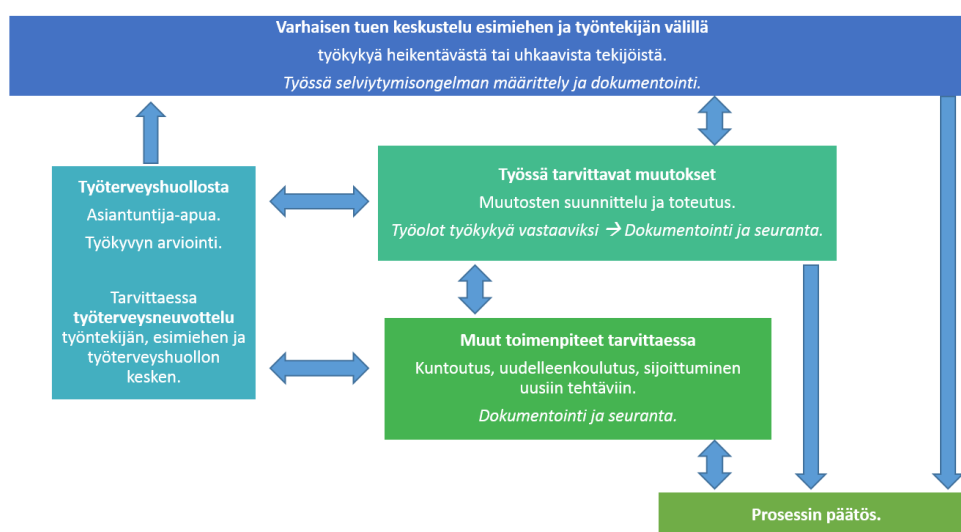 Varhaisen tuen keskustelu esimiehen ja työntekijän välillä
työkykyä heikentävästä tai uhkaavista tekijöistä.
Työssä selviytymisongelman määrittely ja dokumentointi.
Työterveyshuollosta
Asiantuntija-apua.
Työkyvyn arviointi.
Tarvittaessa
työterveysneuvottelu
työntekijän, esimiehen ja
työterveyshuollon
kesken.
Työssä tarvittavat muutokset
Muutosten suunnittelu ja toteutus.
Työolot työkykyä vastaaviksi → Dokumentointi ja seuranta.
Muut toimenpiteet tarvittaessa
Kuntoutus, uudelleenkoulutus, sijoittuminen
uusiin tehtäviin.
Dokumentointi ja seuranta.
Prosessin päätös.